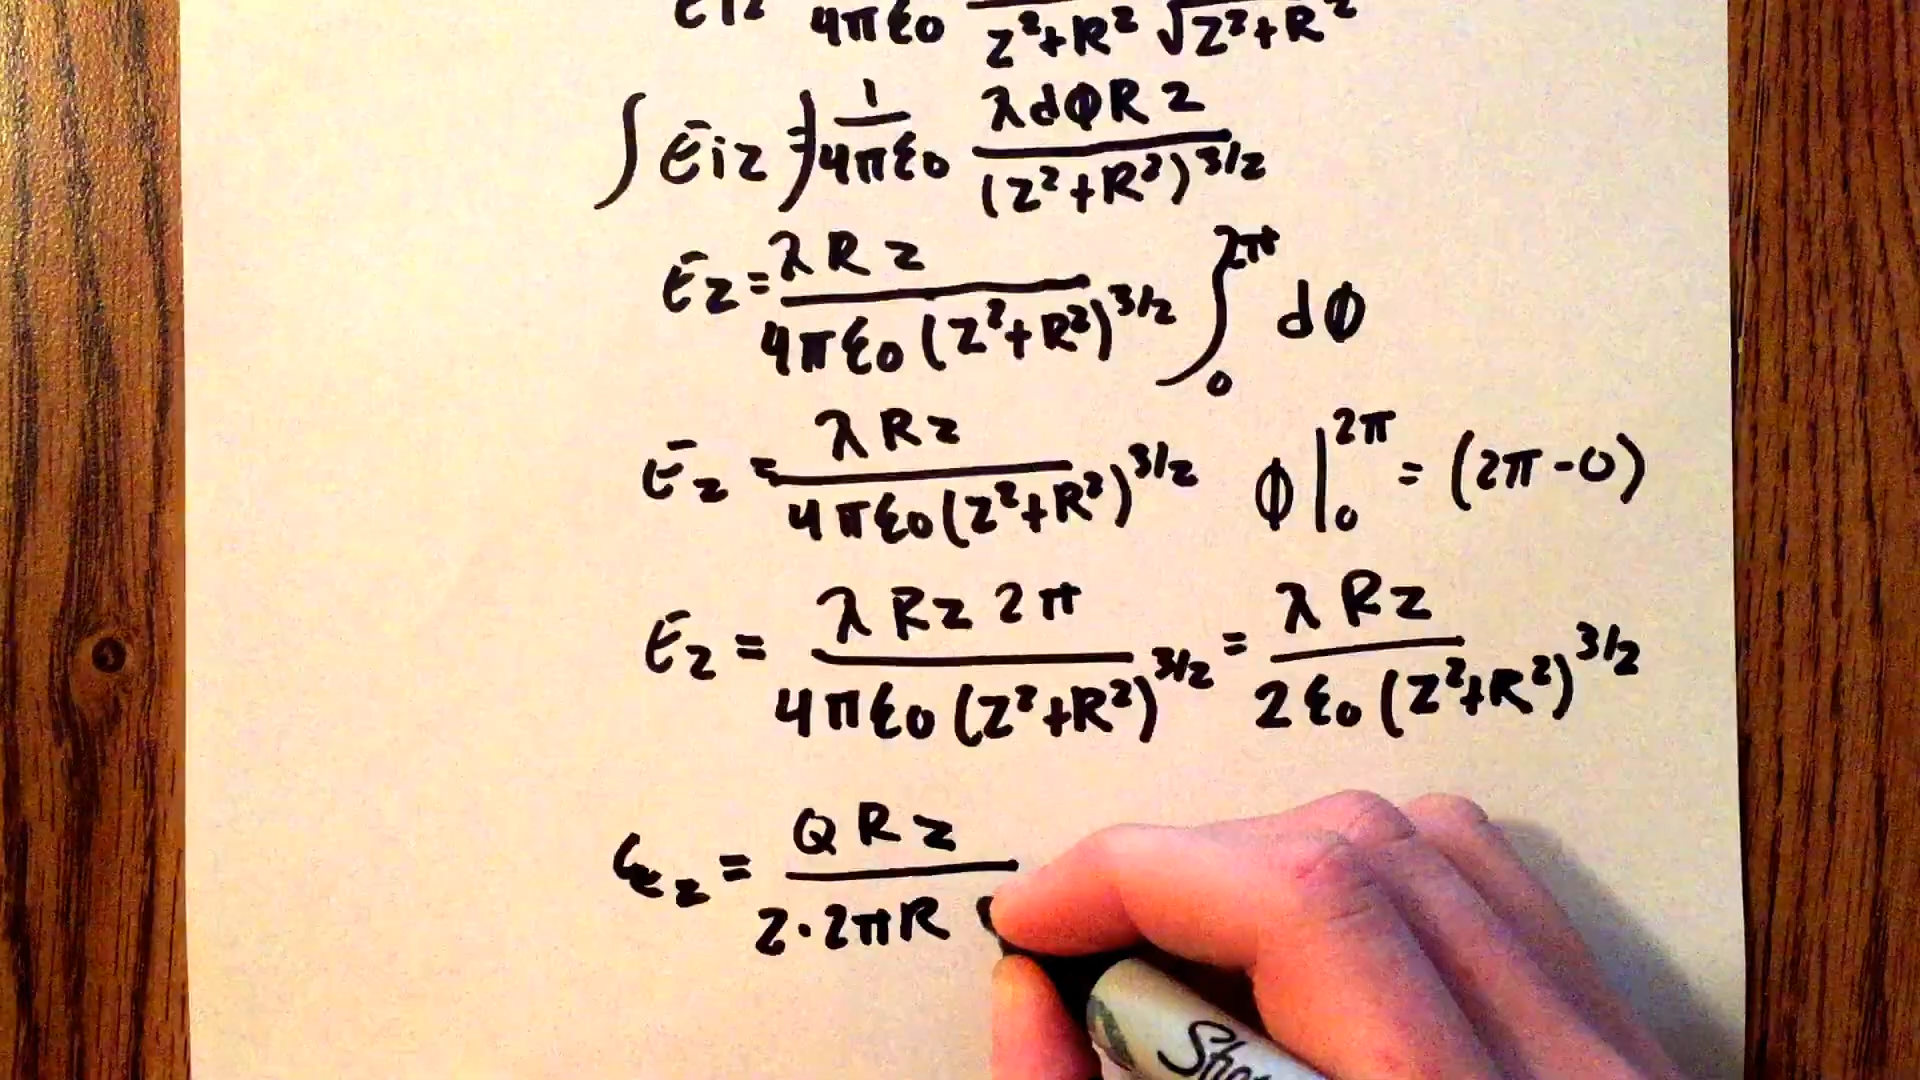 Eiz 4πε0 z²+R² √z²+R²
∫ Eiz = ∫ 1/4πε0 λdϕRz/(z²+R²)^3/2
Ez = λRz/4πε0(z²+R²)^3/2 ∫0^2π dϕ
Ez = λRz/4πε0(z²+R²)^3/2 ϕ|0^2π = (2π-0)
Ez = λRz2π/4πε0(z²+R²)^3/2 = λRz/2ε0(z²+R²)^3/2
Ez = QRz/2·2πR